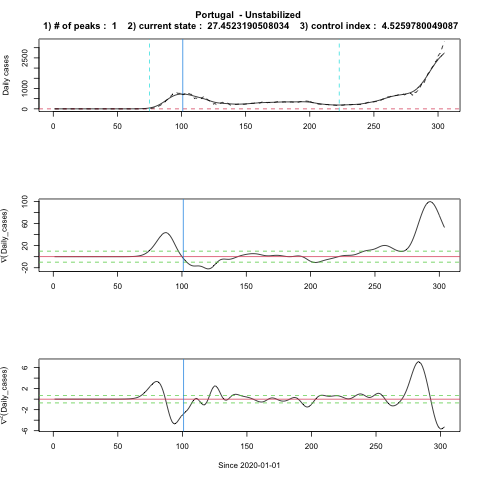 Portugal - Unstabilized
1) # of peaks : 1 2) current state : 27.4523190508034 3) control index : 4.5259780049087
Daily cases
0 1000 2500
0 50 100 150 200 250 300
∇(Daily_cases)
-20 20 60 100
0 50 100 150 200 250 300
∇²(Daily_cases)
-6 -2 2 6
0 50 100 150 200 250 300
Since 2020-01-01